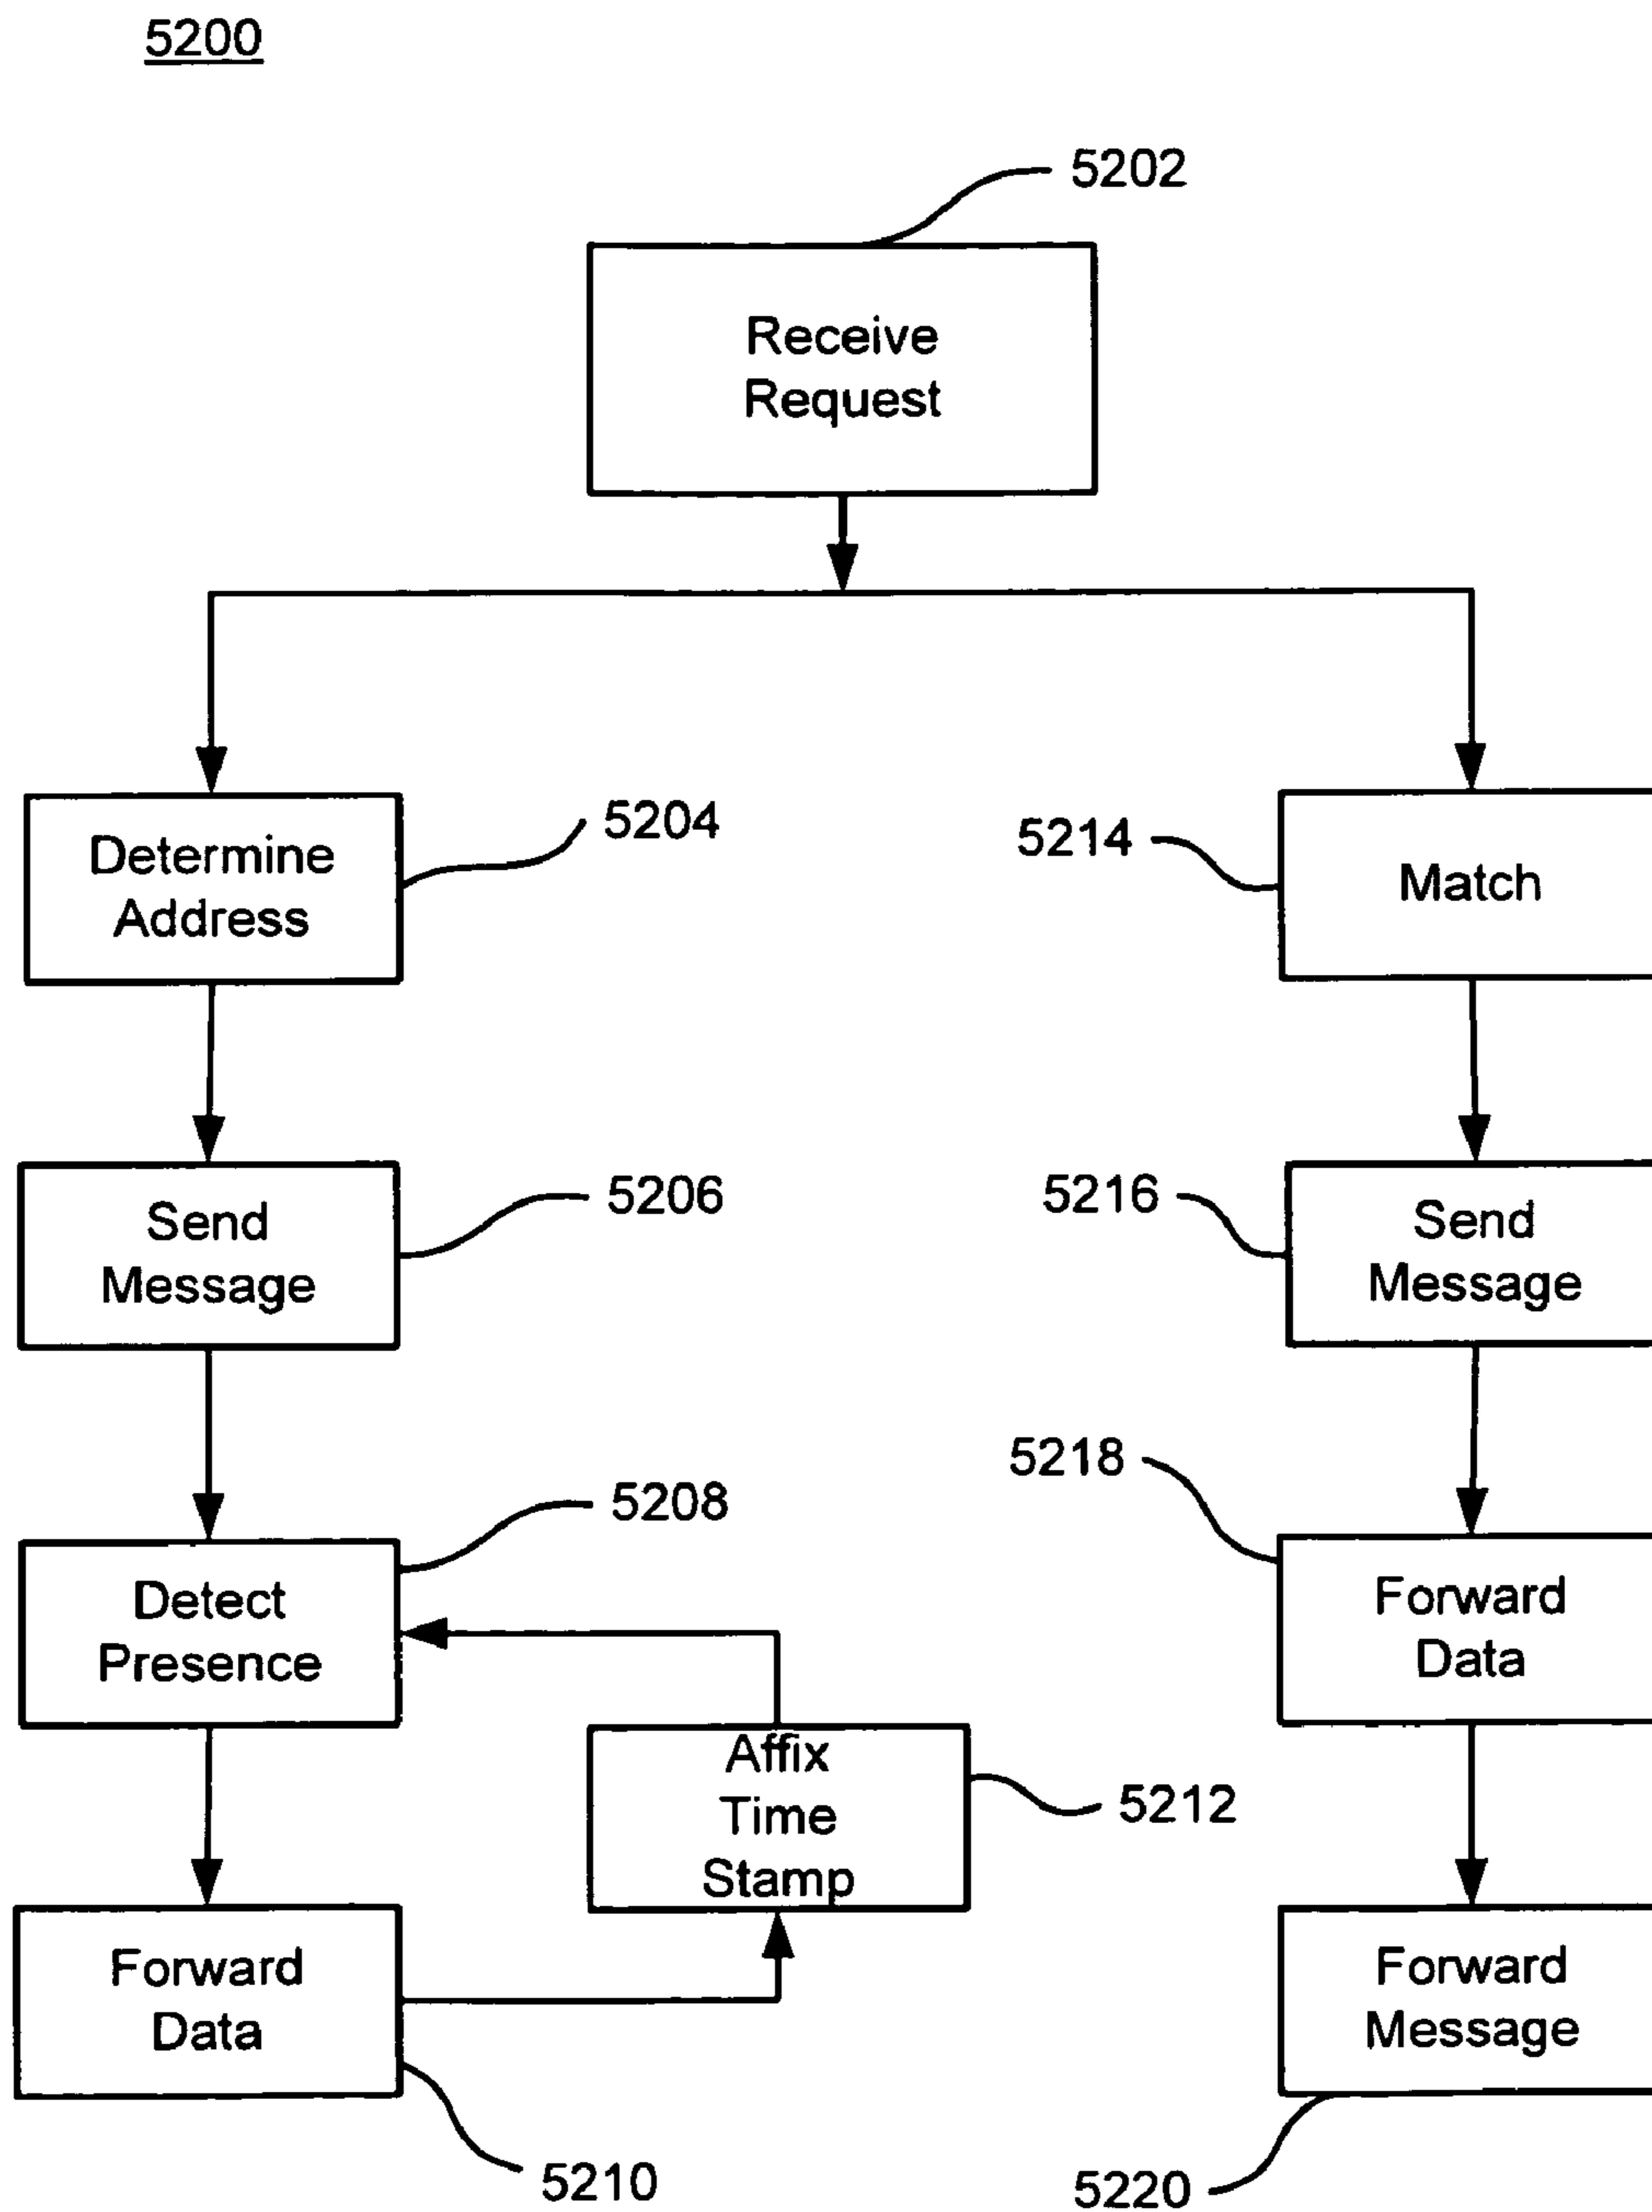 5200
5202
Receive
Request
5204
Determine
Address
5214
Match
5206
Send
Message
5216
Send
Message
5208
Detect
Presence
5218
Forward
Data
Affix
Time
Stamp
5212
Forward
Data
5210
Forward
Message
5220